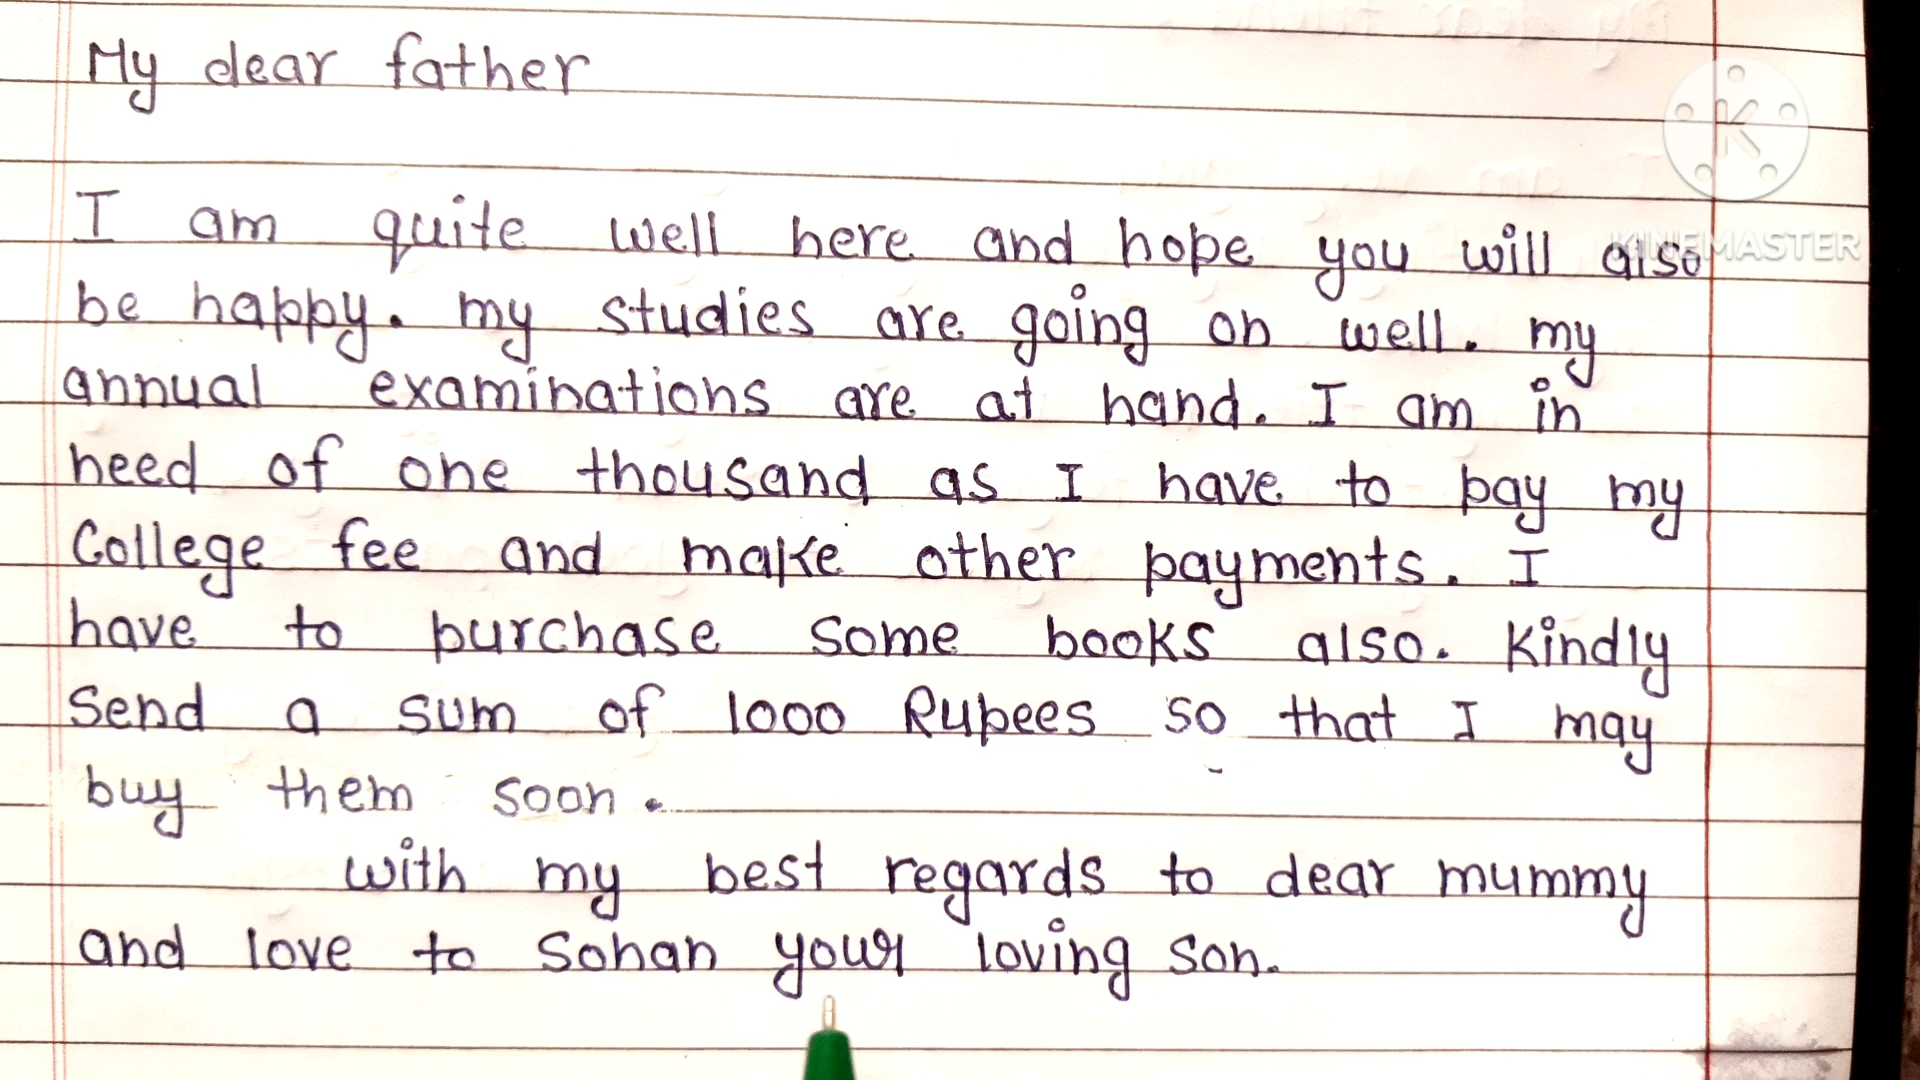 My dear father
I am quite well here and hope you will also
be happy. my studies are going on well. my
annual examinations are at hand. I am in
need of one thousand as I have to pay my
College fee and make other payments. I
have to purchase some books also. Kindly
Send a sum of 1000 Rupees so that I may
buy them soon.
with my best regards to dear mummy
and love to Sohan your loving son.
K
KINEMASTER